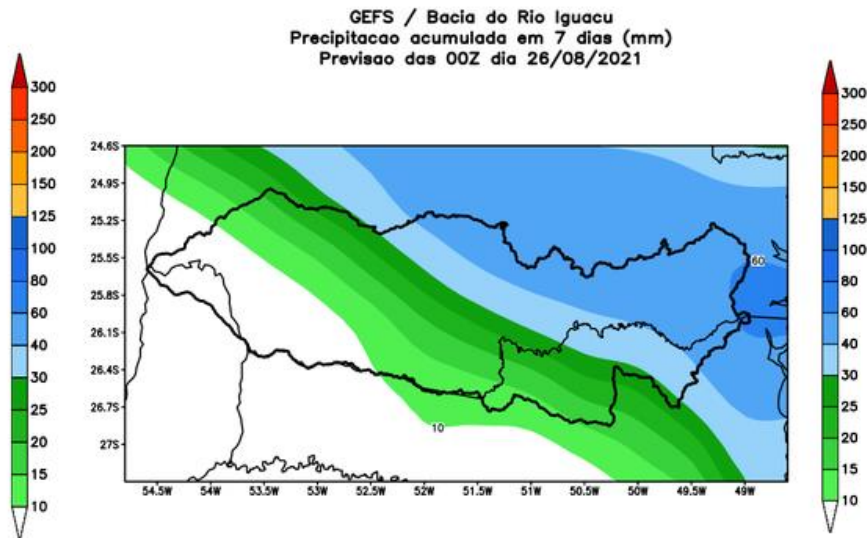 GEFS / Bacia do Rio Iguacu
Precipitacao acumulada em 7 dias (mm)
Previsao das 00Z dia 26/08/2021
300
250
200
150
125
100
80
60
40
30
25
20
15
10
24.6S
24.9S
25.2S
25.5S
25.8S
26.1S
26.4S
26.7S
27S
60
10
54.5W
54W
53.5W
53W
52.5W
52W
51.5W
51W
50.5W
50W
49.5W
49W
300
250
200
150
125
100
80
60
40
30
25
20
15
10